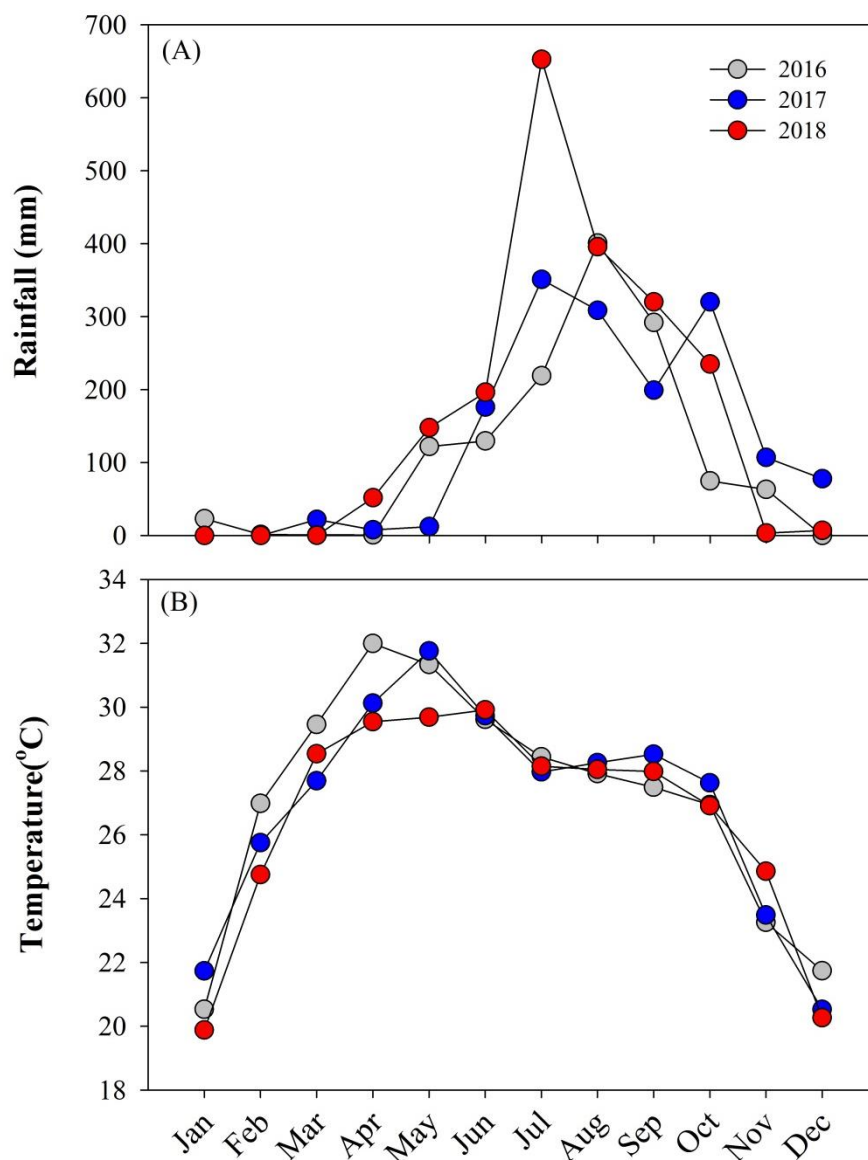 (A)
2016
2017
2018
Rainfall (mm)
700
600
500
400
300
200
100
0
(B)
Temperature(°C)
34
32
30
28
26
24
22
20
18
Jan
Feb
Mar
Apr
May
Jun
Jul
Aug
Sep
Oct
Nov
Dec